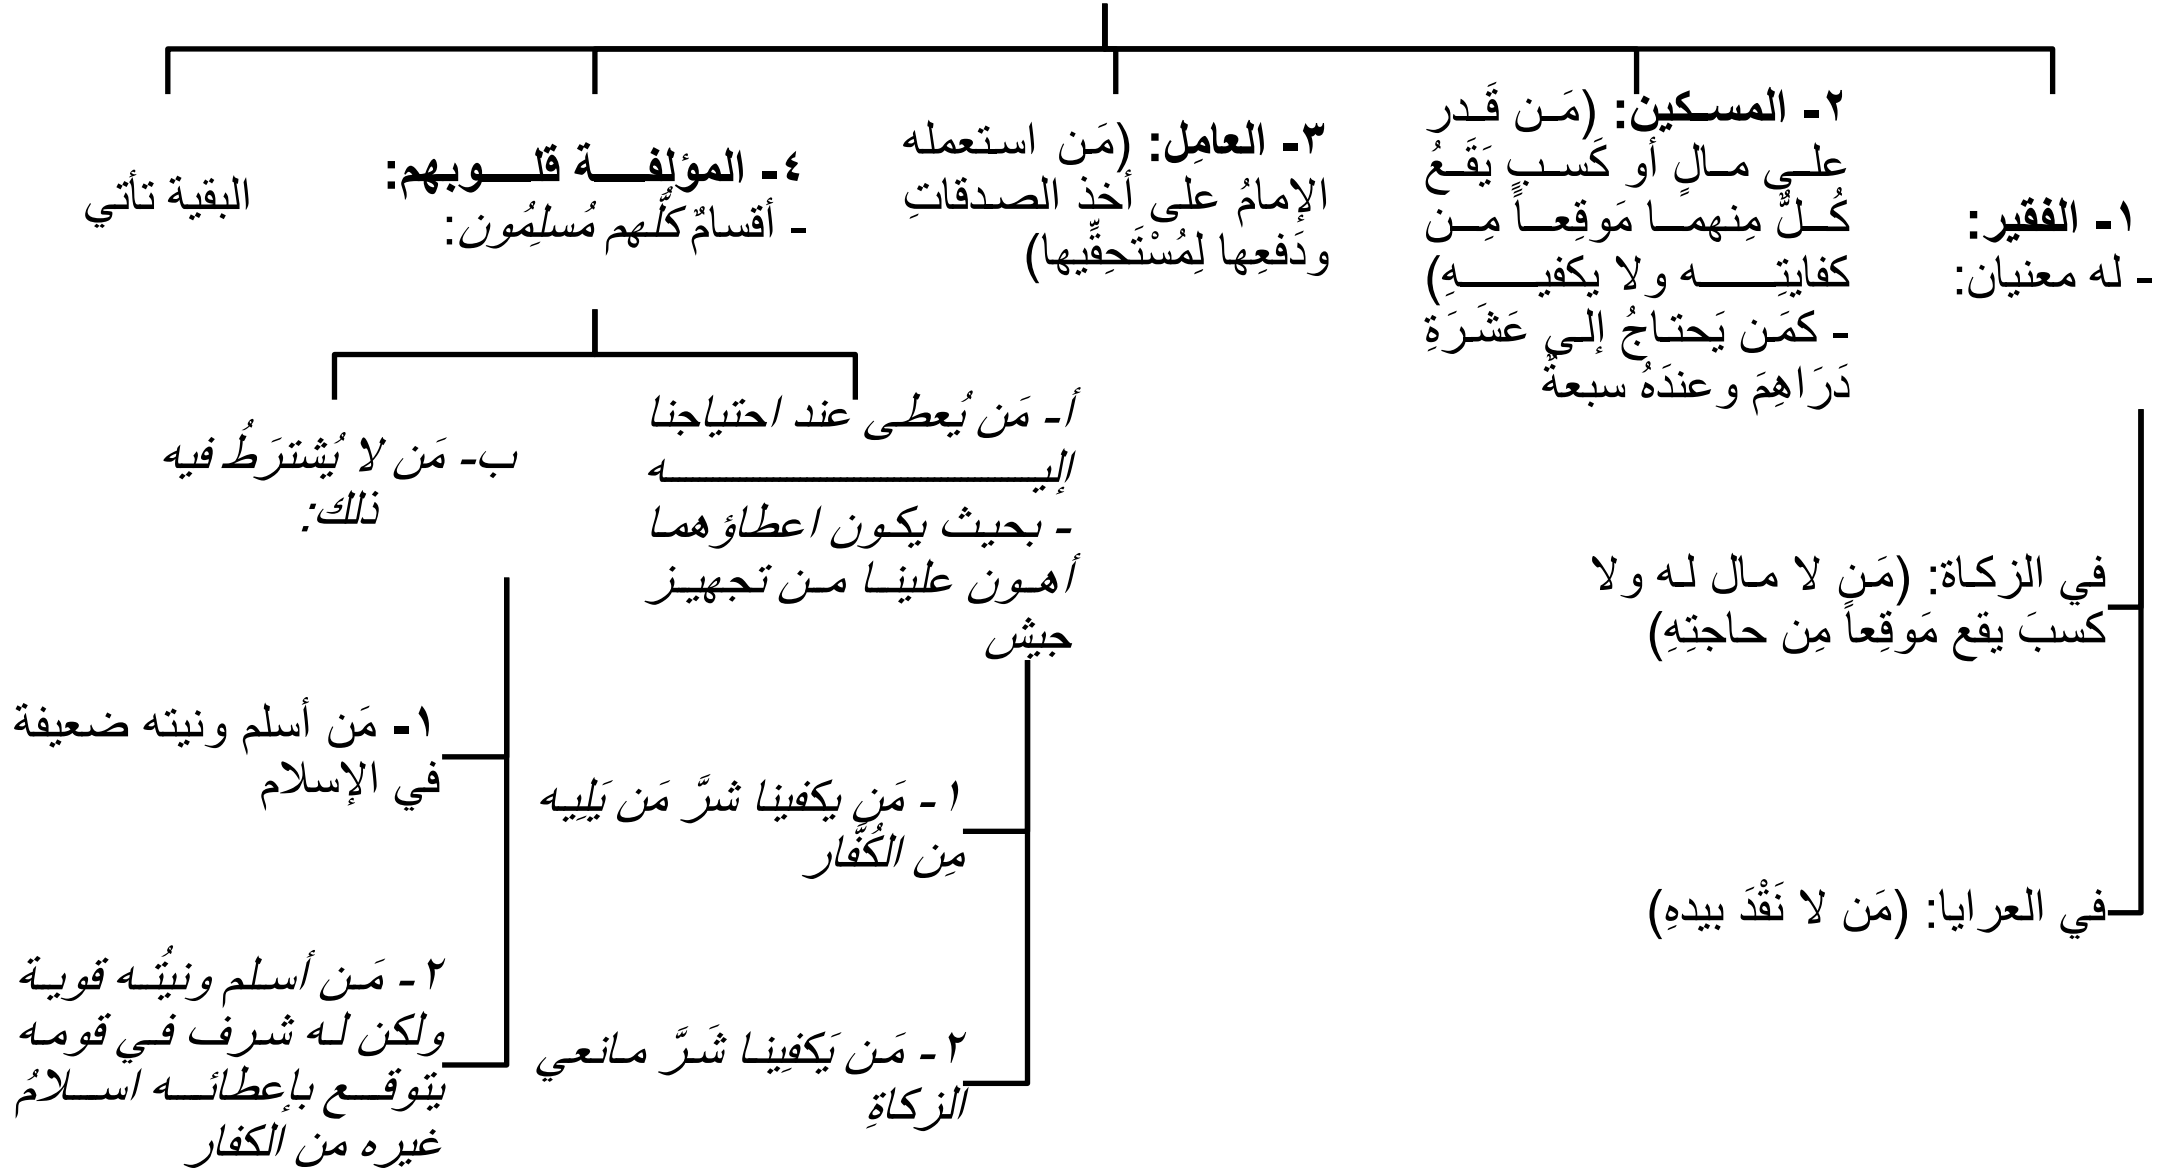 ١- الفقير:
- له معنيان:
في الزكاة: (مَن لا مال له ولا
كسبَ يقع مَوقِعاً مِن حاجتِهِ)
في العرايا: (مَن لا نَقْدَ بيدهِ)
٢- المسكين: (مَن قَدر
على مالٍ أو كَسبٍ يَقَعُ
كُلٌّ مِنهما مَوقِعاً مِن
كفايتِه ولا يكفيهِ)
- كمَن يَحتاجُ إلى عَشَرَةِ
دَرَاهِمَ وعندَهُ سبعةٌ
٣- العامِل: (مَن استعمله
الإمامُ على أخذ الصدقاتِ
ودَفعِها لِمُسْتَحِقِّيها)
٤- المؤلفة قلوبهم:
- أقسامٌ كلُّهم مُسلِمُون:
أ- مَن يُعطى عند احتياجنا
إليه
- بحيث يكون اعطاؤهما
أهون علينا من تجهيز
جيش
١- مَن يكفينا شرَّ مَن يَلِيه
مِن الكُفَّار
٢- مَن يَكفِينا شَرَّ مانعي
الزكاةِ
ب- مَن لا يُشترَطُ فيه
ذلك:
١- مَن أسلم ونيته ضعيفة
في الإسلام
٢- مَن أسلم ونيتُه قوية
ولكن له شرف في قومه
يتوقع بإعطائه اسلامُ
غيره من الكفار
البقية تأتي